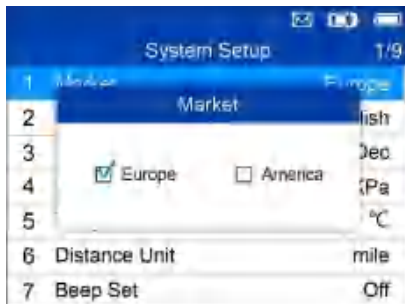 System Setup 1/9
1 Market Europe
Market
2 lish
3 Dec
Europe America
4 KPa
5 °C
6 Distance Unit mile
7 Beep Set Off